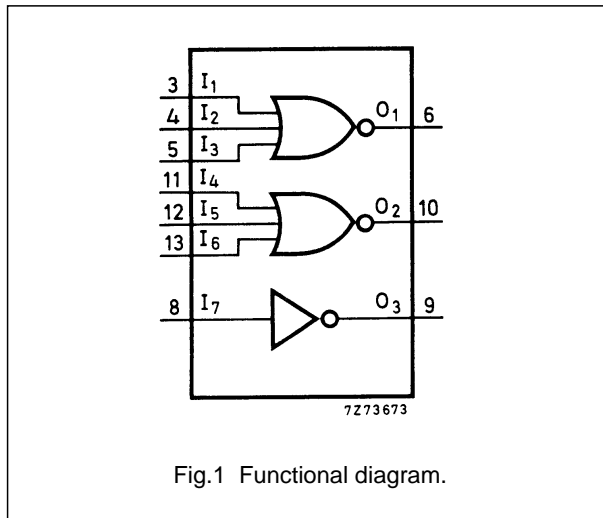 3 I₁
4 I₂ O₁ 6
5 I₃
11 I₄
12 I₅ O₂ 10
13 I₆
8 I₇ O₃ 9
7Z73673
Fig.1 Functional diagram.